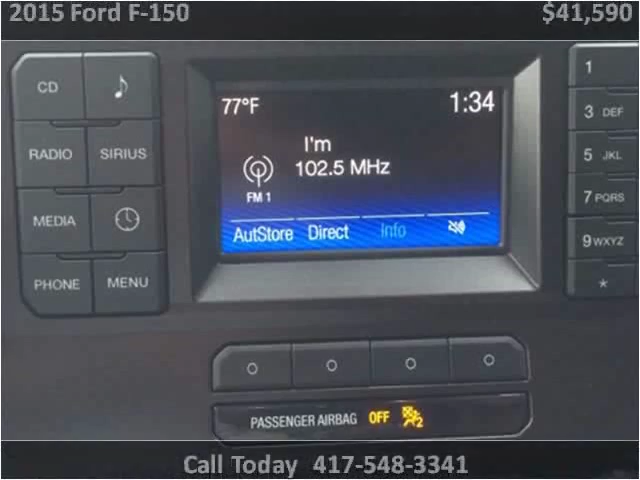 2015 Ford F-150 $41,590
CD
RADIO SIRIUS
MEDIA
PHONE MENU
77°F 1:34
I'm
102.5 MHz
FM 1
AutStore Direct Info
1
3 DEF
5 JKL
7 PQRS
9 WXYZ
*
PASSENGER AIRBAG OFF 2
Call Today 417-548-3341